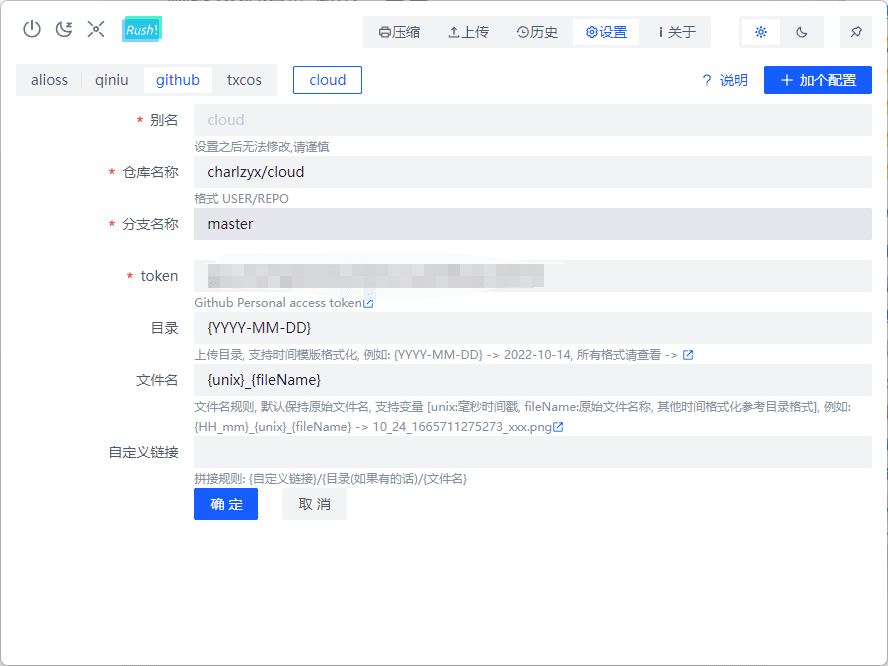 Rush!
压缩 上传 历史 设置 关于
alioss qiniu github txcos cloud ? 说明 + 加个配置
* 别名 cloud
设置之后无法修改,请谨慎
* 仓库名称 charlzyx/cloud
格式 USER/REPO
* 分支名称 master
* token
Github Personal access token
目录 {YYYY-MM-DD}
上传目录, 支持时间模版格式化, 例如: {YYYY-MM-DD} -> 2022-10-14, 所有格式请查看 ->
文件名 {unix}_{fileName}
文件名规则, 默认保持原始文件名, 支持变量 [unix:毫秒时间戳, fileName:原始文件名称, 其他时间格式化参考目录格式], 例如:
{HH_mm}_{unix}_{fileName} -> 10_24_1665711275273_xxx.png
自定义链接
拼接规则: {自定义链接}/{目录(如果有的话)/{文件名}
确 定 取 消